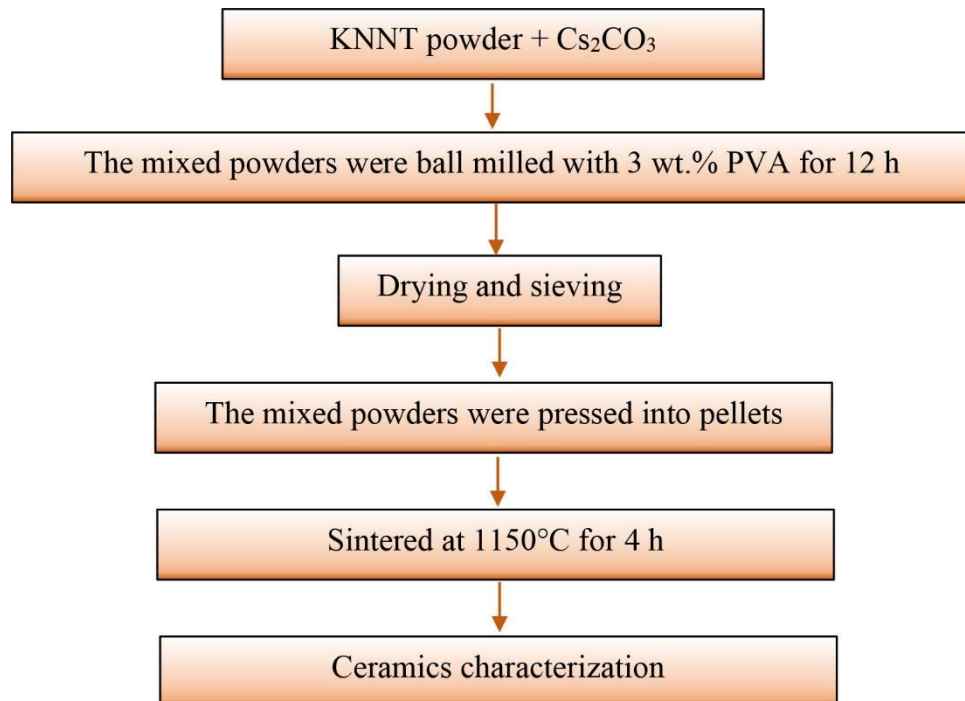 KNNT powder + Cs₂CO₃
The mixed powders were ball milled with 3 wt.% PVA for 12 h
Drying and sieving
The mixed powders were pressed into pellets
Sintered at 1150°C for 4 h
Ceramics characterization